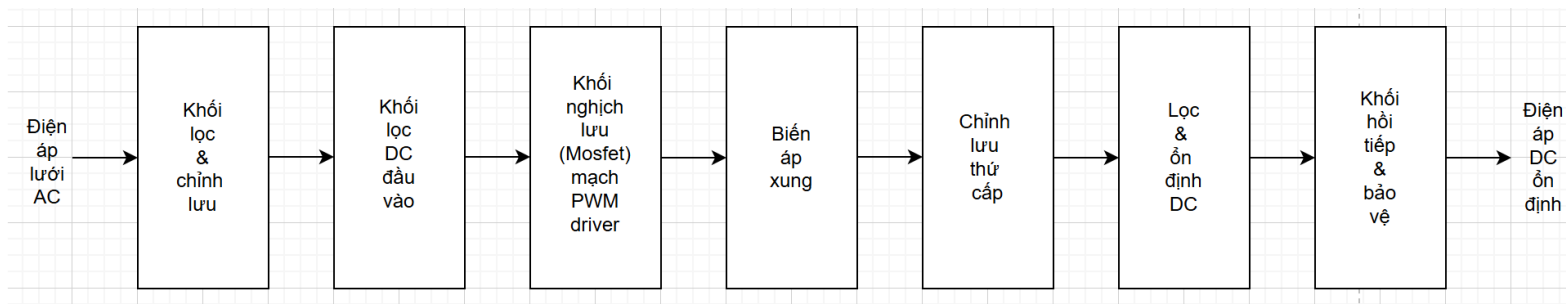 Điện
áp
lưới
AC
Khối
lọc
&
chỉnh
lưu
Khối
lọc
DC
đầu
vào
Khối
nghịch
lưu
(Mosfet)
mạch
PWM
driver
Biến
áp
xung
Chỉnh
lưu
thứ
cấp
Lọc
&
ổn
định
DC
Khối
hồi
tiếp
&
bảo
vệ
Điện
áp
DC
ổn
định